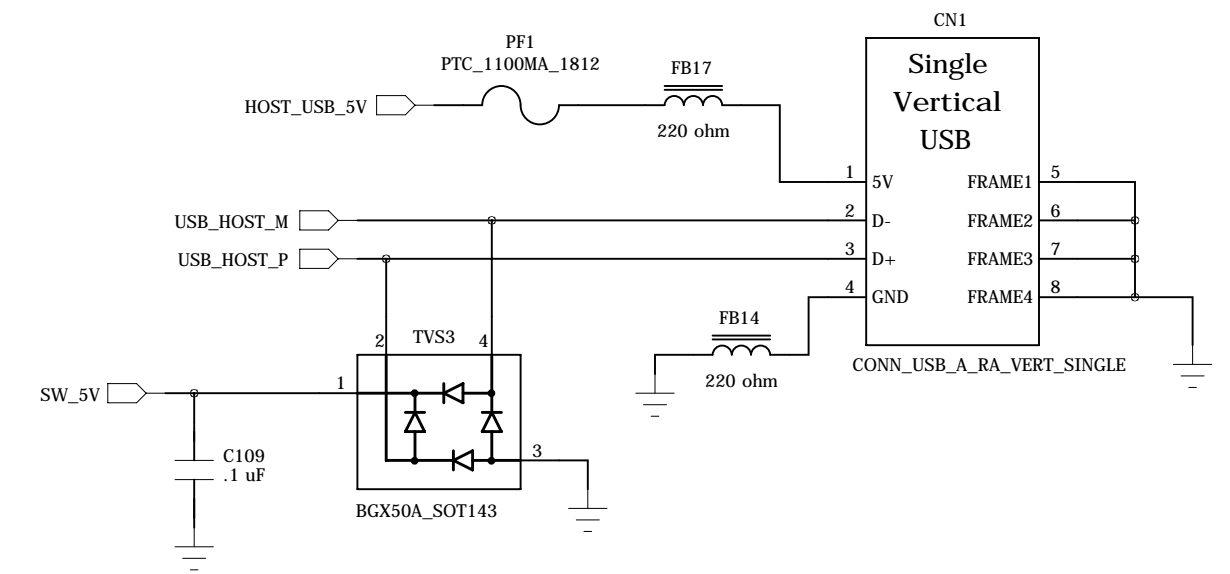 CN1
PF1
PTC_1100MA_1812
FB17
HOST_USB_5V
220 ohm
Single
Vertical
USB
1
5V
FRAME1
5
USB_HOST_M
2
D-
FRAME2
6
USB_HOST_P
3
D+
FRAME3
7
4
GND
FRAME4
8
FB14
220 ohm
CONN_USB_A_RA_VERT_SINGLE
2
TVS3
4
SW_5V
1
3
C109
.1 uF
BGX50A_SOT143